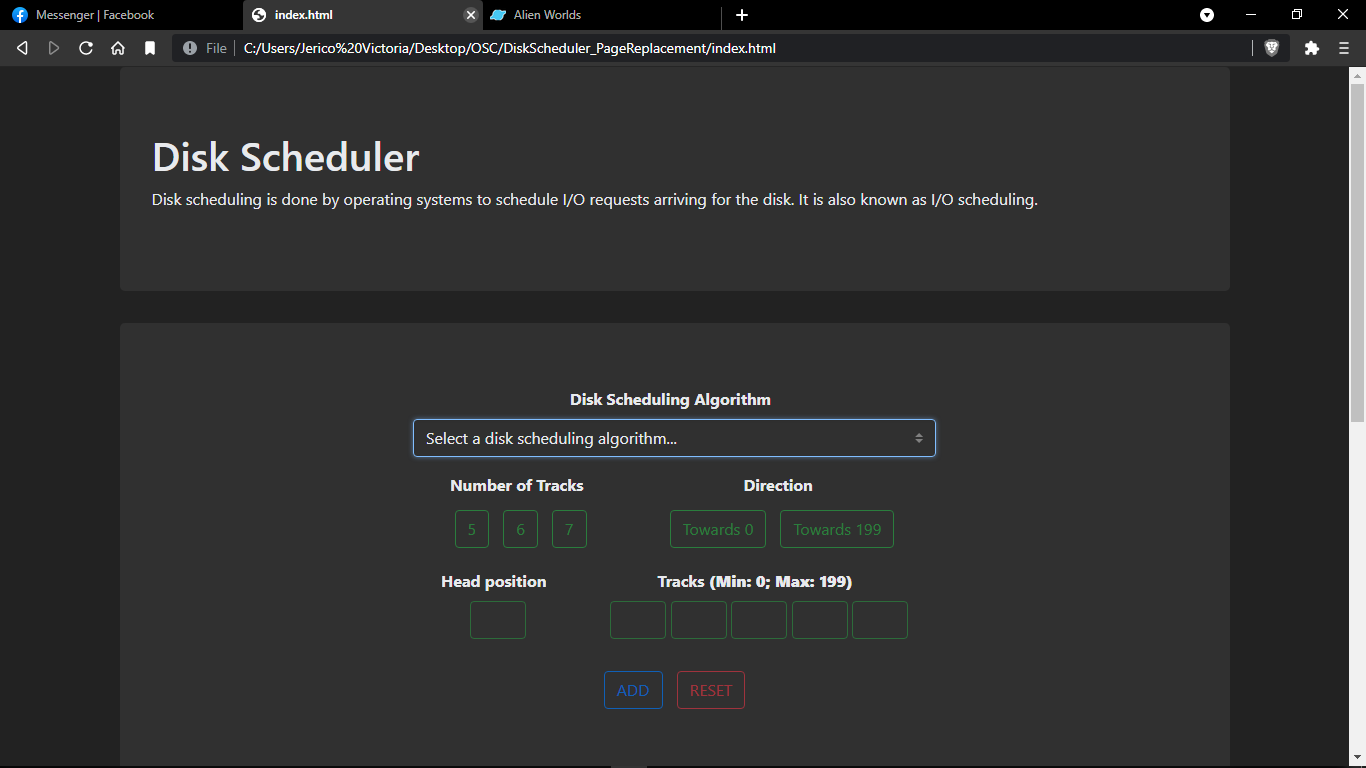 Messenger | Facebook
index.html
Alien Worlds
File
C:/Users/Jerico%20Victoria/Desktop/OSC/DiskScheduler_PageReplacement/index.html
Disk Scheduler
Disk scheduling is done by operating systems to schedule I/O requests arriving for the disk. It is also known as I/O scheduling.
Disk Scheduling Algorithm
Select a disk scheduling algorithm...
Number of Tracks
Direction
5 6 7
Towards 0 Towards 199
Head position
Tracks (Min: 0; Max: 199)
ADD RESET